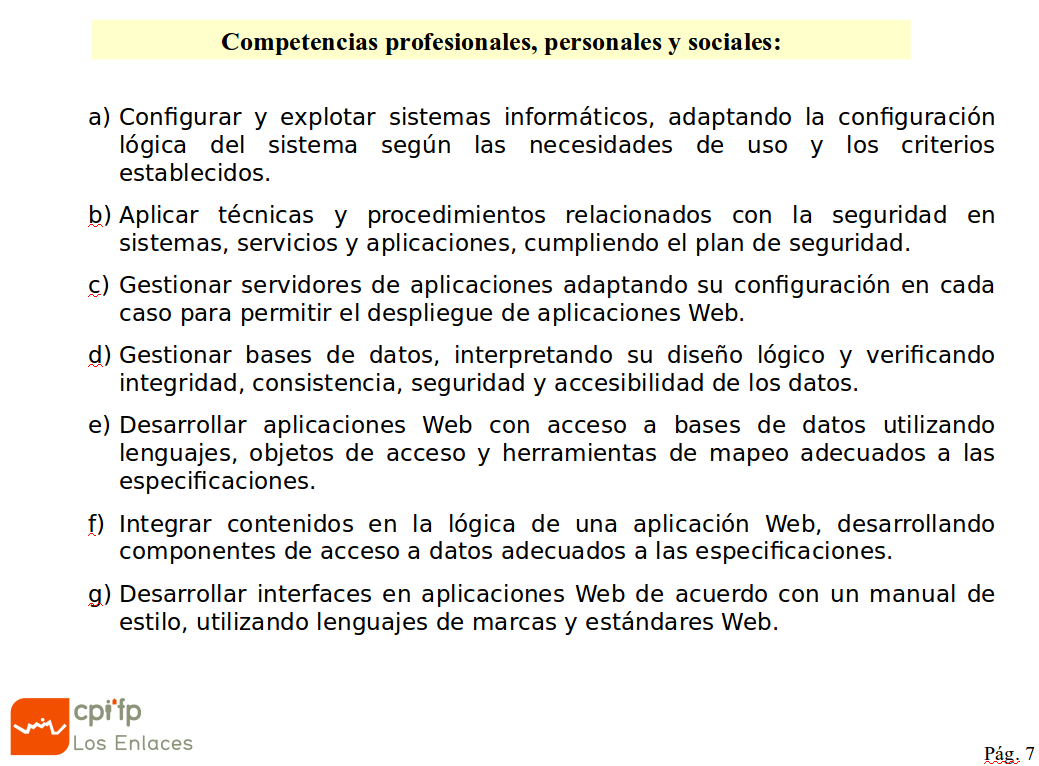 Competencias profesionales, personales y sociales:
a) Configurar y explotar sistemas informáticos, adaptando la configuración
lógica del sistema según las necesidades de uso y los criterios
establecidos.
b) Aplicar técnicas y procedimientos relacionados con la seguridad en
sistemas, servicios y aplicaciones, cumpliendo el plan de seguridad.
c) Gestionar servidores de aplicaciones adaptando su configuración en cada
caso para permitir el despliegue de aplicaciones Web.
d) Gestionar bases de datos, interpretando su diseño lógico y verificando
integridad, consistencia, seguridad y accesibilidad de los datos.
e) Desarrollar aplicaciones Web con acceso a bases de datos utilizando
lenguajes, objetos de acceso y herramientas de mapeo adecuados a las
especificaciones.
f) Integrar contenidos en la lógica de una aplicación Web, desarrollando
componentes de acceso a datos adecuados a las especificaciones.
g) Desarrollar interfaces en aplicaciones Web de acuerdo con un manual de
estilo, utilizando lenguajes de marcas y estándares Web.
cpifp
Los Enlaces
Pág. 7